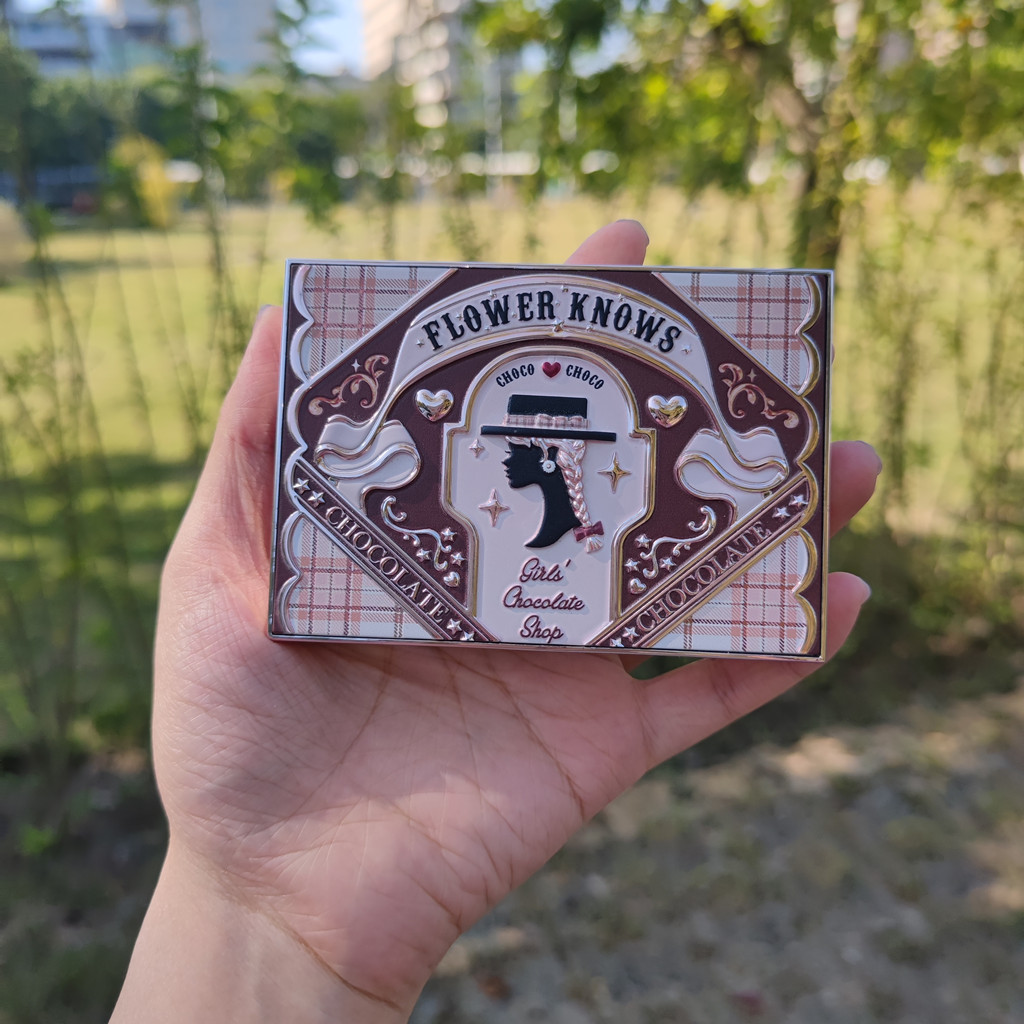 FLOWER KNOWS
CHOCO CHOCO
Girls'
Chocolate
Shop
CHOCOLATE
CHOCOLATE